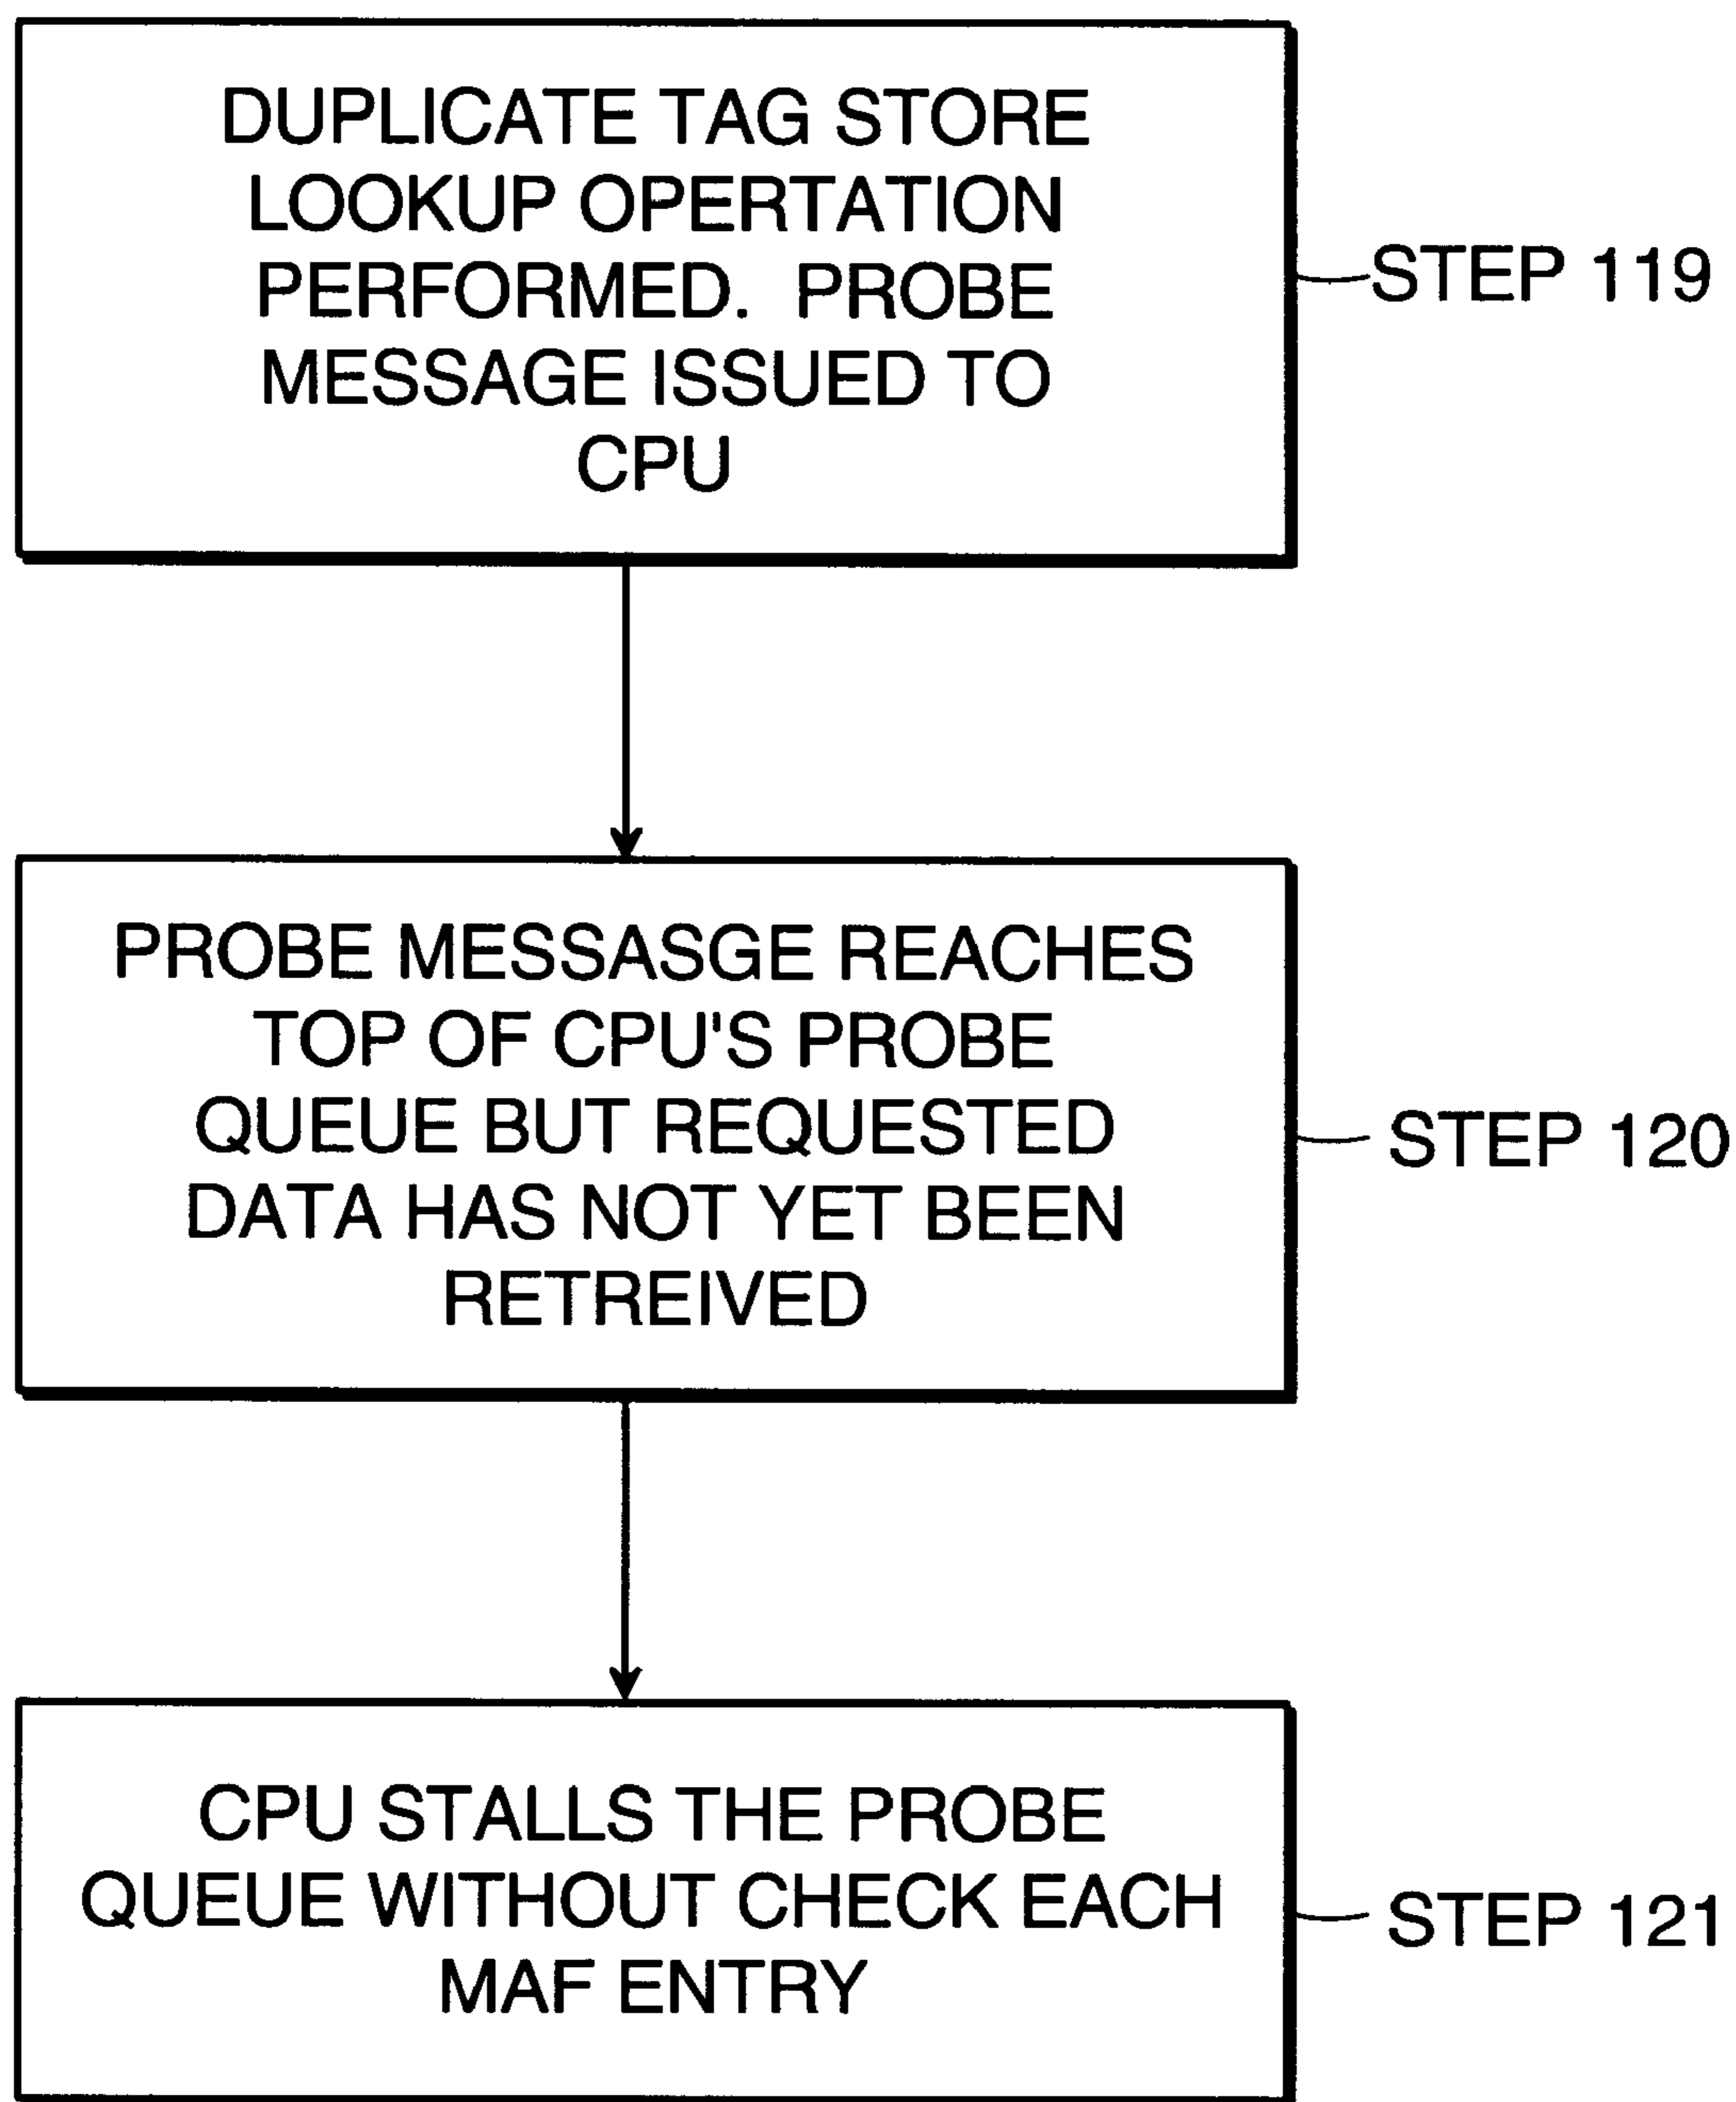 DUPLICATE TAG STORE
LOOKUP OPERTATION
PERFORMED. PROBE
MESSAGE ISSUED TO
CPU
STEP 119
PROBE MESSASGE REACHES
TOP OF CPU'S PROBE
QUEUE BUT REQUESTED
DATA HAS NOT YET BEEN
RETREIVED
STEP 120
CPU STALLS THE PROBE
QUEUE WITHOUT CHECK EACH
MAF ENTRY
STEP 121